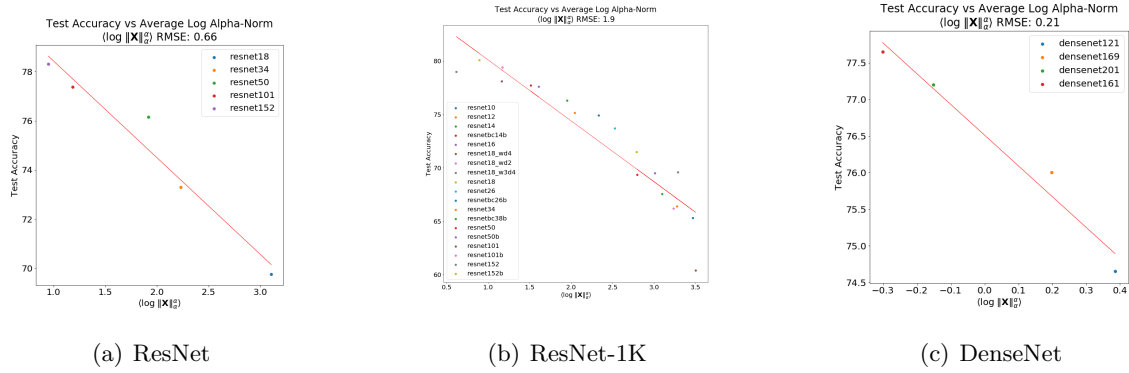 Test Accuracy vs Average Log Alpha-Norm
⟨log ‖X‖α^α⟩ RMSE: 0.66
78
76
74
72
70
Test Accuracy
resnet18
resnet34
resnet50
resnet101
resnet152
1.0 1.5 2.0 2.5 3.0
⟨log ‖X‖α^α⟩
(a) ResNet
Test Accuracy vs Average Log Alpha-Norm
⟨log ‖X‖α^α⟩ RMSE: 1.9
80
75
70
65
60
Test Accuracy
resnet10
resnet12
resnet14
resnetbc14b
resnet16
resnet18_wd4
resnet18_wd2
resnet18_w3d4
resnet18
resnet26
resnetbc26b
resnet34
resnetbc38b
resnet50
resnet50b
resnet101
resnet101b
resnet152
resnet152b
0.5 1.0 1.5 2.0 2.5 3.0 3.5
⟨log ‖X‖α^α⟩
(b) ResNet-1K
Test Accuracy vs Average Log Alpha-Norm
⟨log ‖X‖α^α⟩ RMSE: 0.21
77.5
77.0
76.5
76.0
75.5
75.0
74.5
Test Accuracy
densenet121
densenet169
densenet201
densenet161
−0.3 −0.2 −0.1 0.0 0.1 0.2 0.3 0.4
⟨log ‖X‖α^α⟩
(c) DenseNet